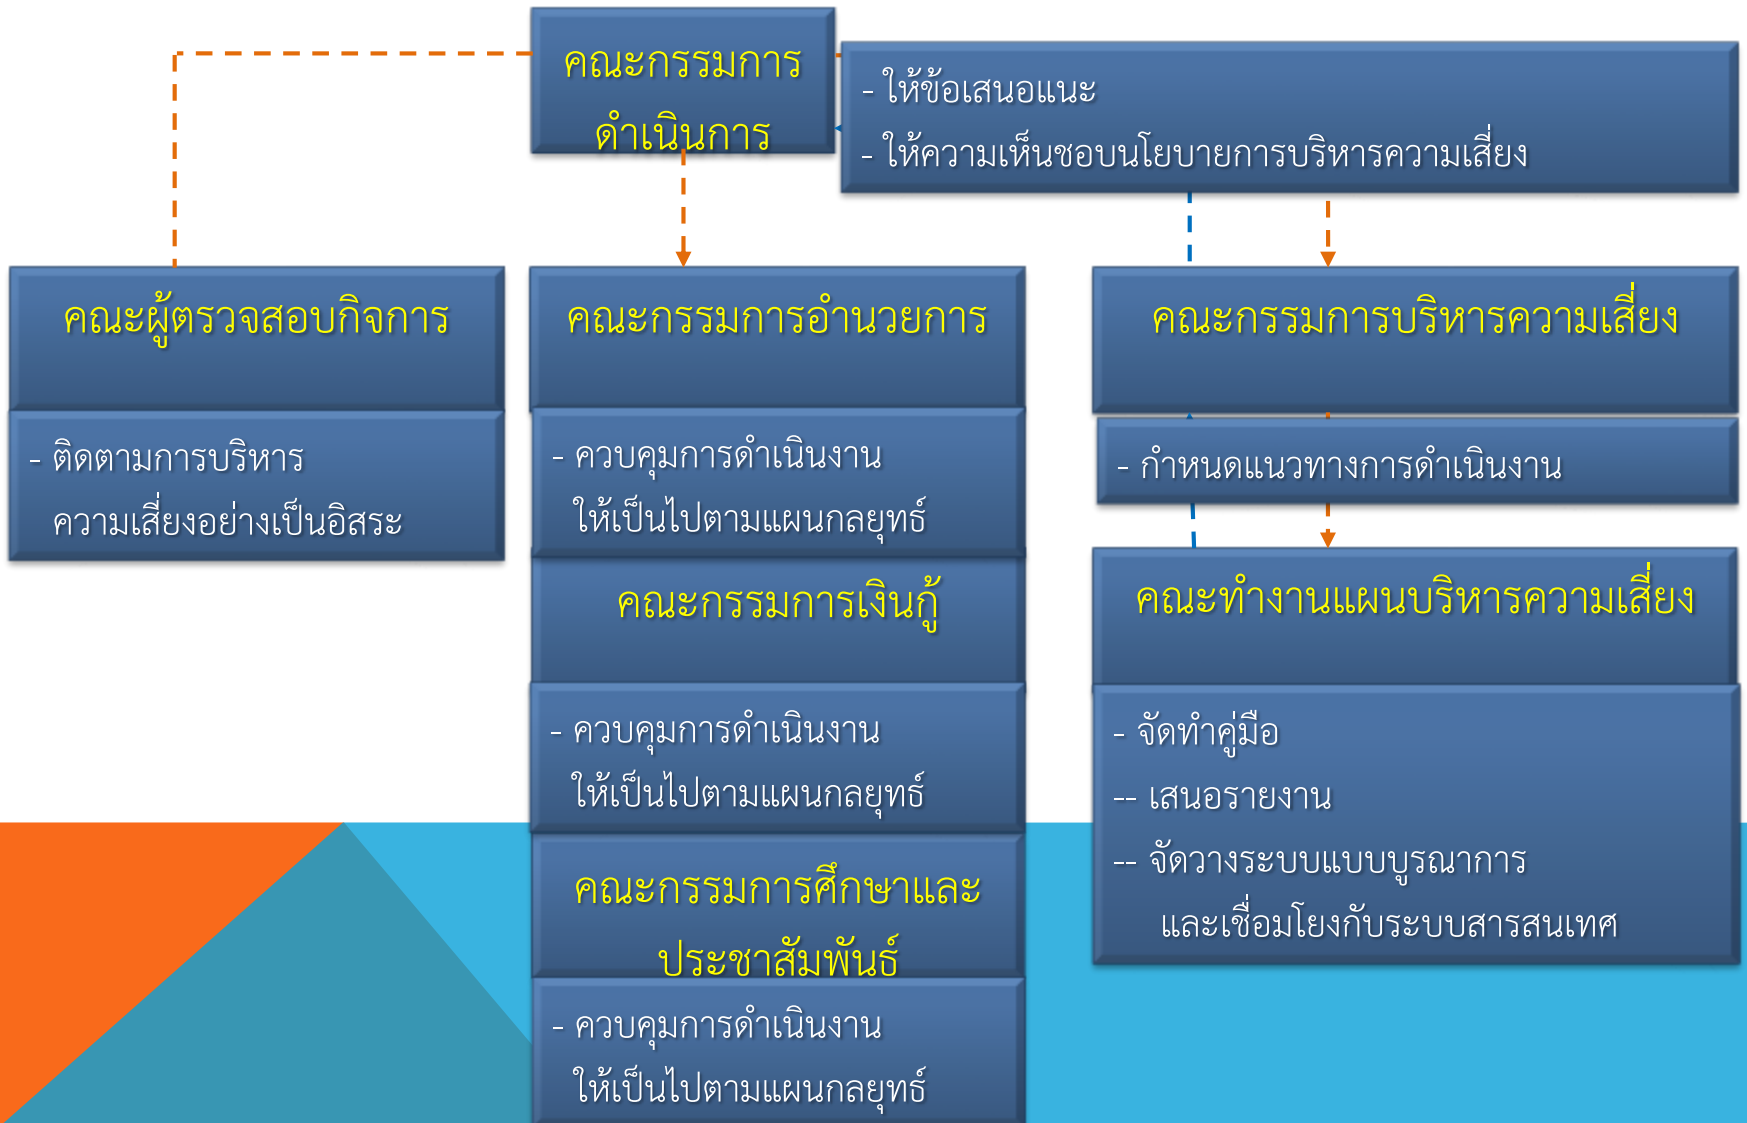 คณะกรรมการ
ดำเนินการ
- ให้ข้อเสนอแนะ
- ให้ความเห็นชอบนโยบายการบริหารความเสี่ยง
คณะผู้ตรวจสอบกิจการ
- ติดตามการบริหาร
ความเสี่ยงอย่างเป็นอิสระ
คณะกรรมการอำนวยการ
- ควบคุมการดำเนินงาน
ให้เป็นไปตามแผนกลยุทธ์
คณะกรรมการเงินกู้
- ควบคุมการดำเนินงาน
ให้เป็นไปตามแผนกลยุทธ์
คณะกรรมการศึกษาและ
ประชาสัมพันธ์
- ควบคุมการดำเนินงาน
ให้เป็นไปตามแผนกลยุทธ์
คณะกรรมการบริหารความเสี่ยง
- กำหนดแนวทางการดำเนินงาน
คณะทำงานแผนบริหารความเสี่ยง
- จัดทำคู่มือ
-- เสนอรายงาน
-- จัดวางระบบแบบบูรณาการ
และเชื่อมโยงกับระบบสารสนเทศ